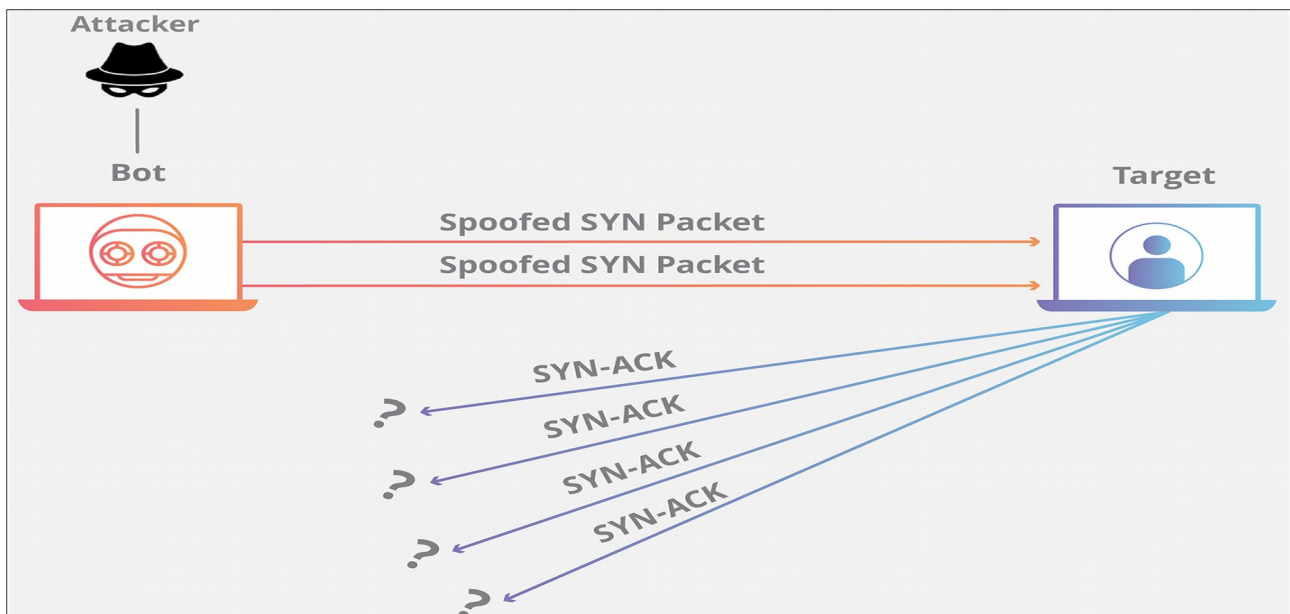 Attacker
Bot
Target
Spoofed SYN Packet
Spoofed SYN Packet
SYN-ACK
?
SYN-ACK
?
SYN-ACK
?
SYN-ACK
?